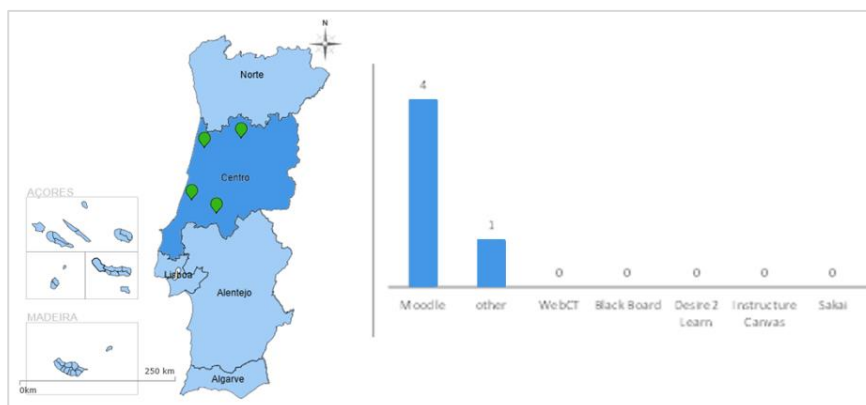 N
Norte
Centro
AÇORES
Lisboa
Alentejo
MADEIRA
250 km
0km
Algarve
4
1
0
0
0
0
0
Moodle
other
WebCT
Black Board
Desire 2
Learn
Instructure
Canvas
Sakai